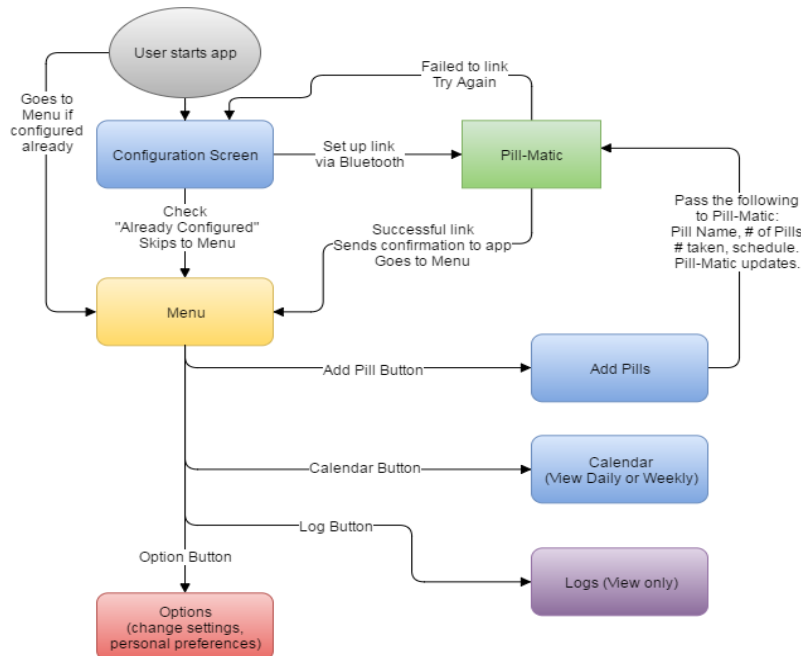 User starts app
Failed to link
Try Again
Goes to
Menu if
configured
already
Configuration Screen
Set up link
via Bluetooth
Pill-Matic
Pass the following
to Pill-Matic:
Pill Name, # of Pills
# taken, schedule.
Pill-Matic updates.
Check
"Already Configured"
Skips to Menu
Successful link
Sends confirmation to app
Goes to Menu
Menu
Add Pill Button
Add Pills
Calendar Button
Calendar
(View Daily or Weekly)
Log Button
Logs (View only)
Option Button
Options
(change settings,
personal preferences)